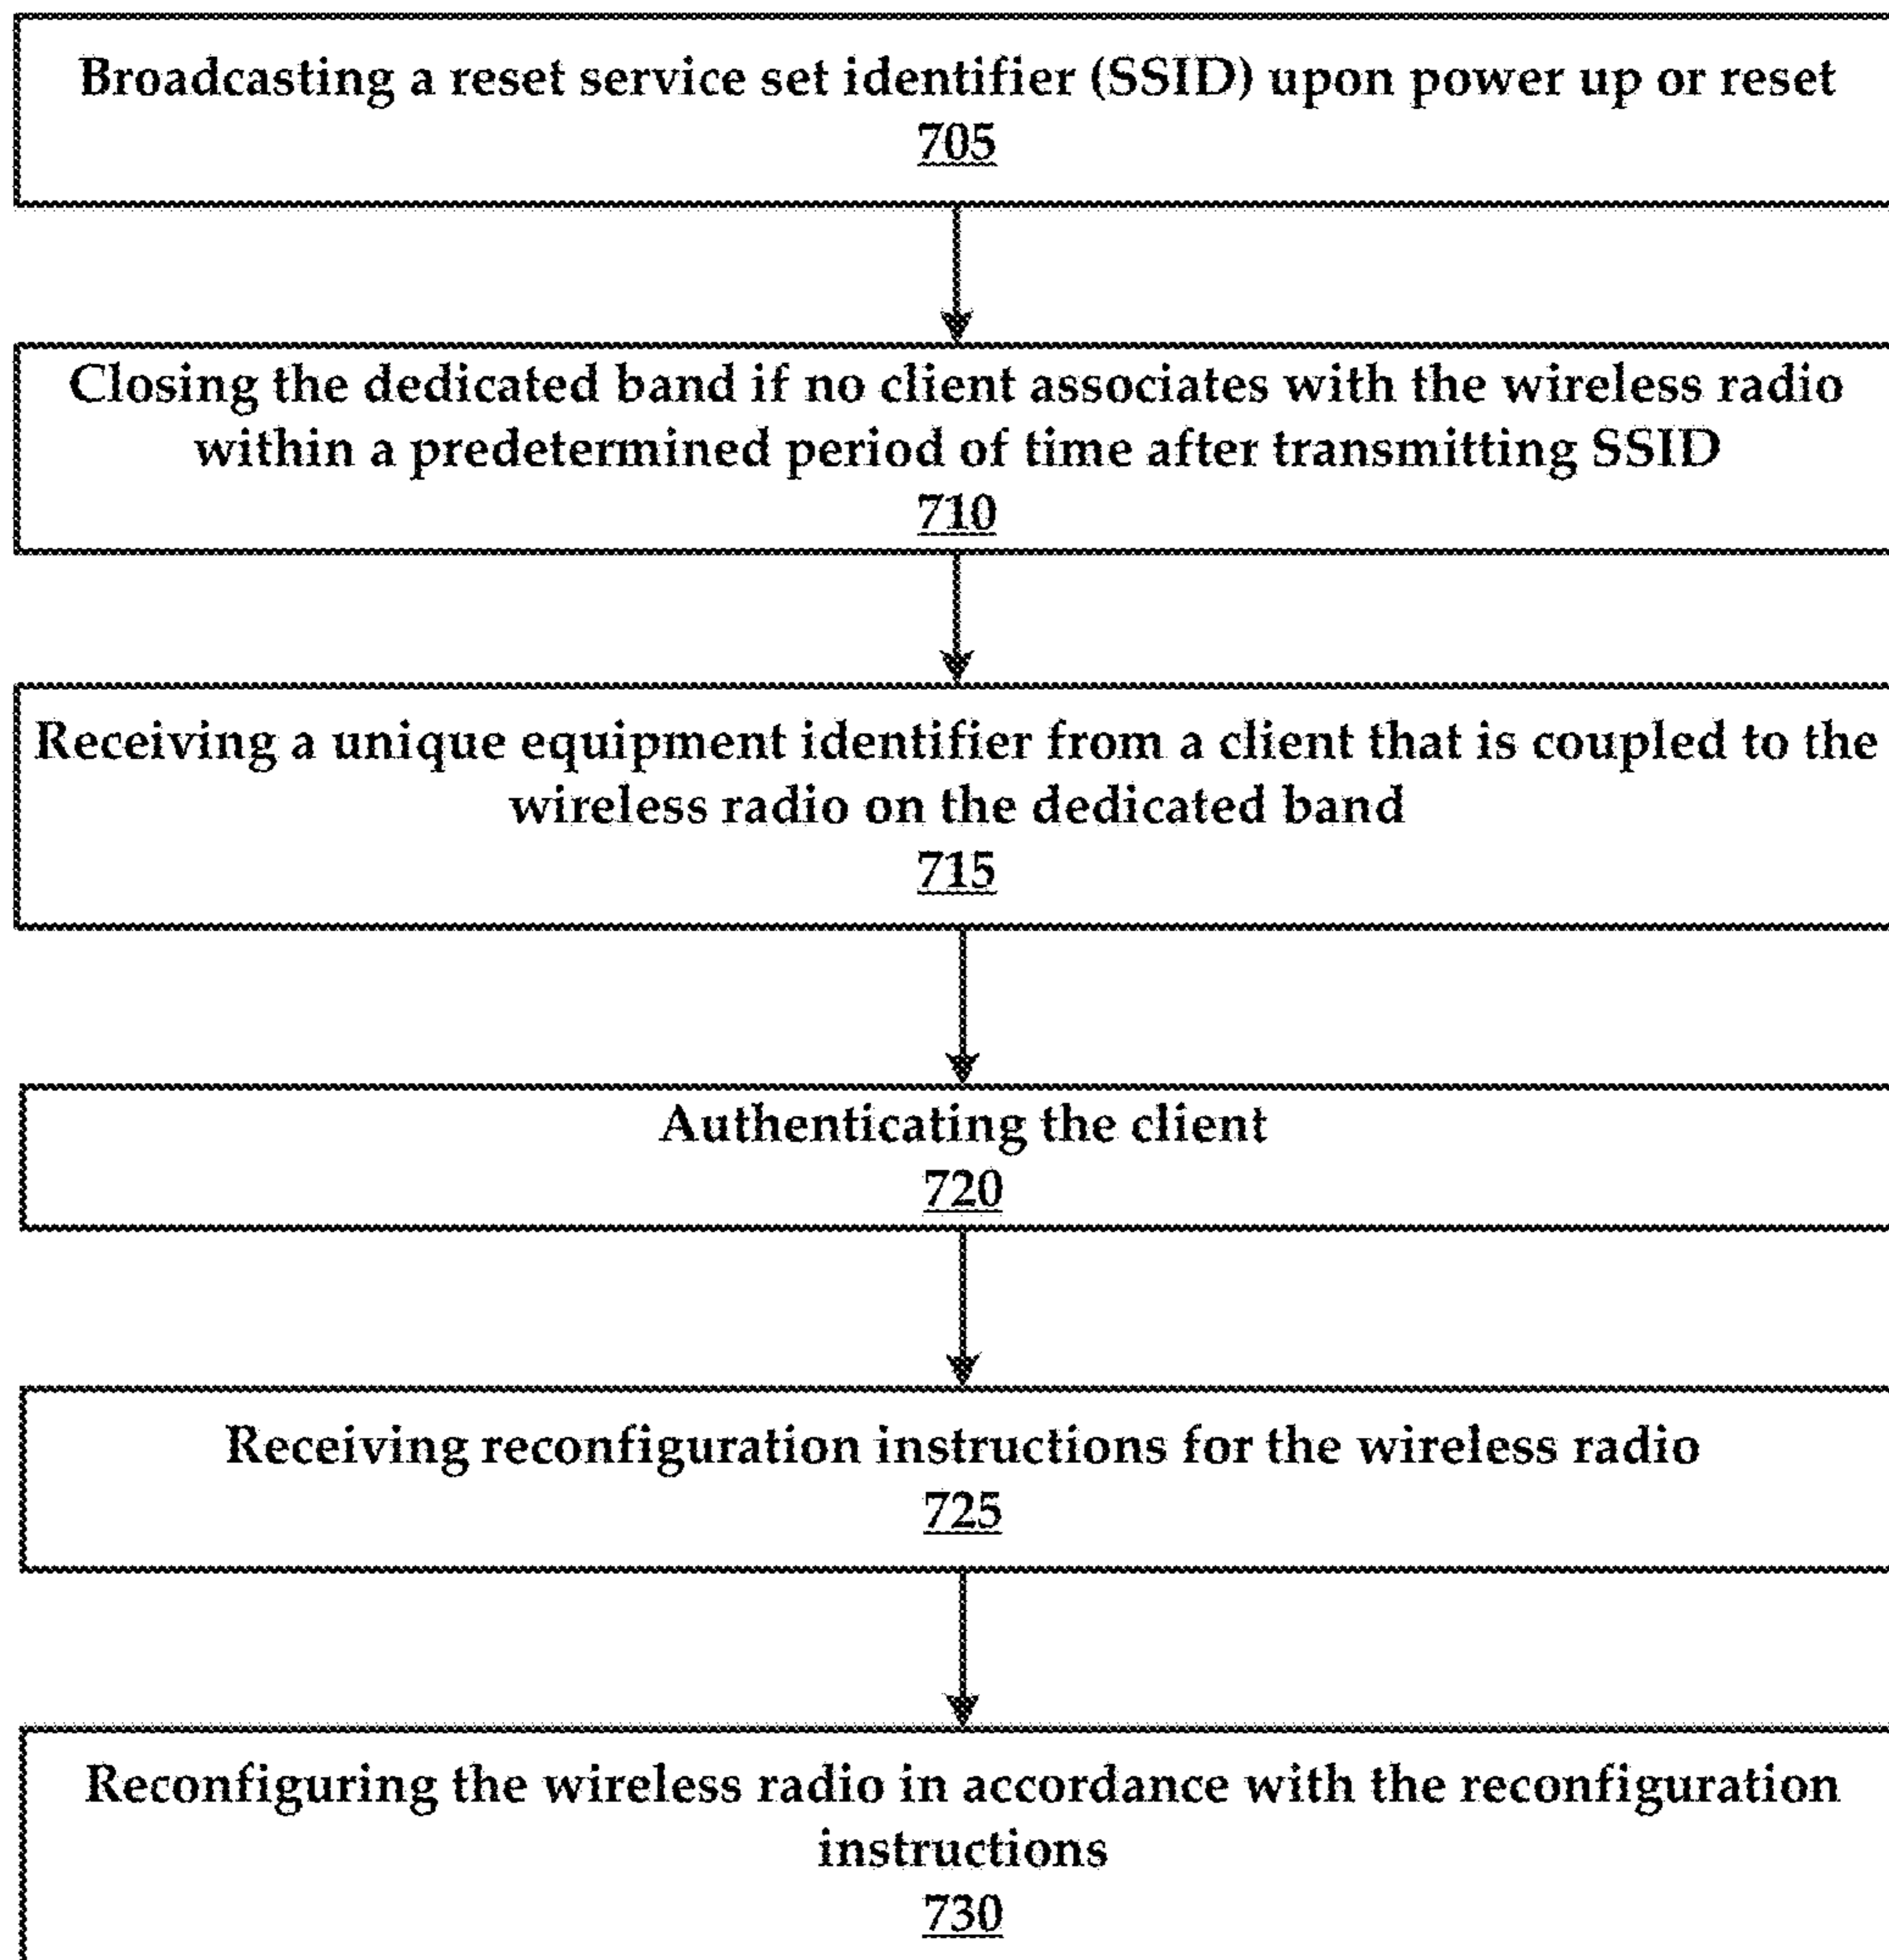 Broadcasting a reset service set identifier (SSID) upon power up or reset
705
Closing the dedicated band if no client associates with the wireless radio
within a predetermined period of time after transmitting SSID
710
Receiving a unique equipment identifier from a client that is coupled to the
wireless radio on the dedicated band
715
Authenticating the client
720
Receiving reconfiguration instructions for the wireless radio
725
Reconfiguring the wireless radio in accordance with the reconfiguration
instructions
730